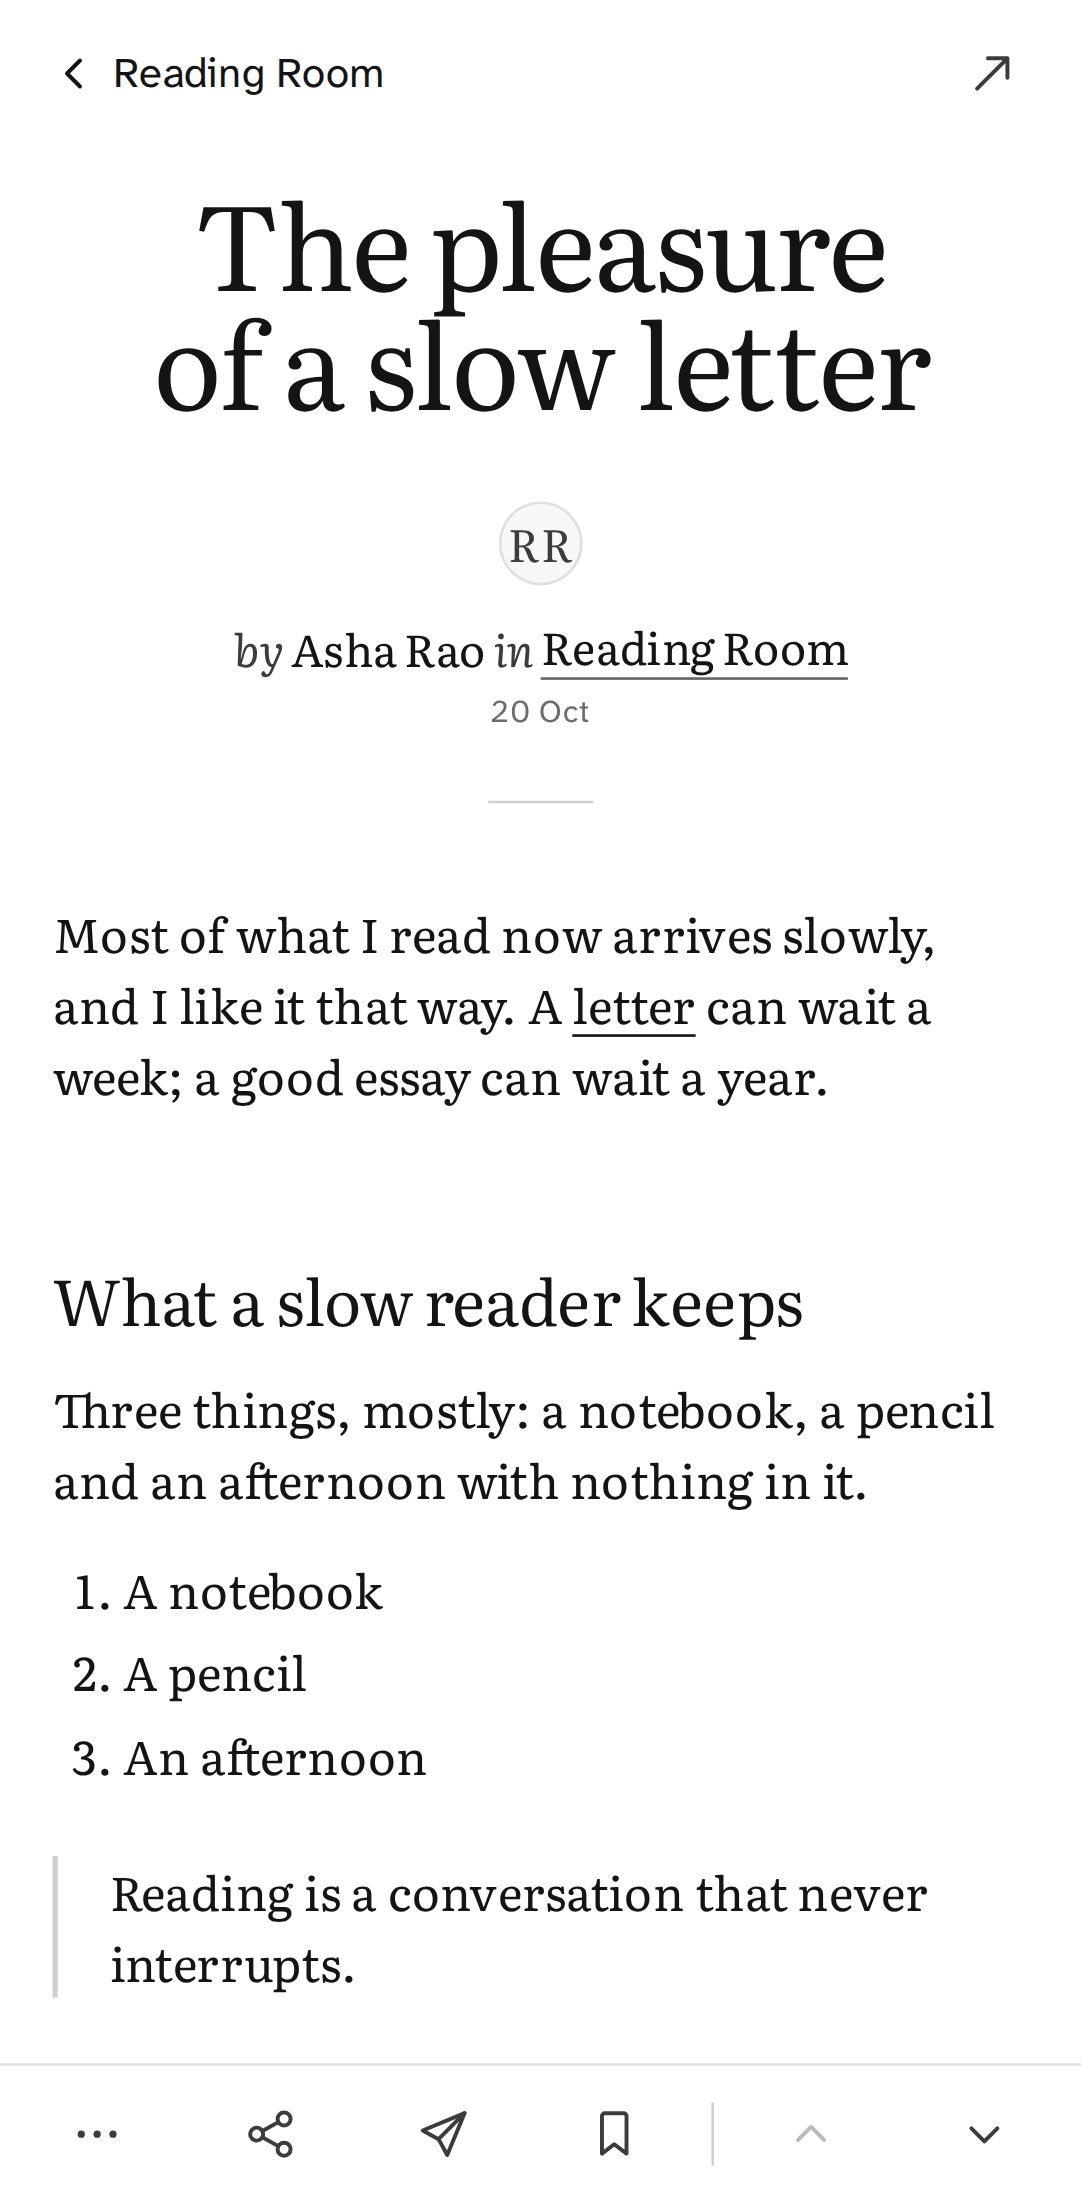 Reading Room
The pleasure
of a slow letter
RR
by Asha Rao in Reading Room
20 Oct
Most of what I read now arrives slowly,
and I like it that way. A letter can wait a
week; a good essay can wait a year.
What a slow reader keeps
Three things, mostly: a notebook, a pencil
and an afternoon with nothing in it.
1. A notebook
2. A pencil
3. An afternoon
Reading is a conversation that never
interrupts.